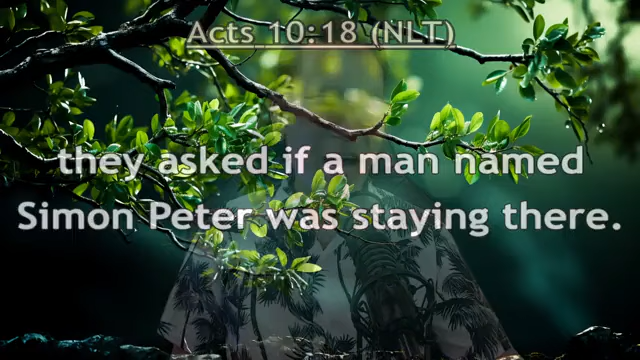 Acts 10:18 (NLT)
they asked if a man named
Simon Peter was staying there.